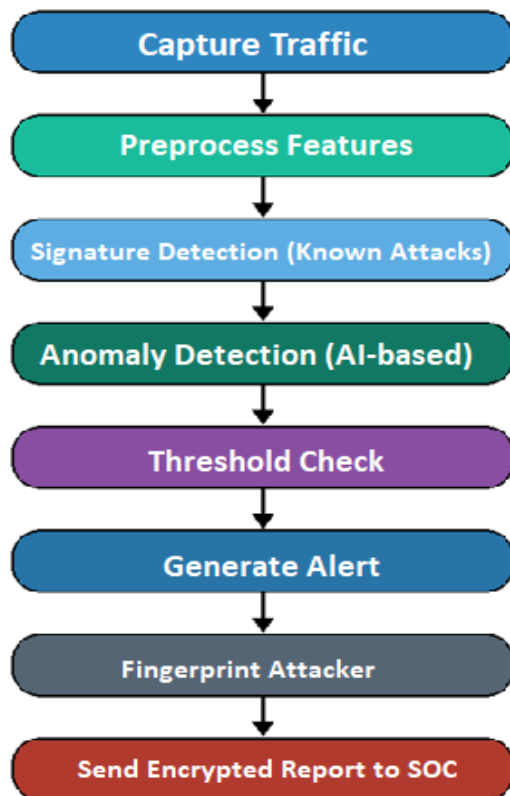 Capture Traffic
Preprocess Features
Signature Detection (Known Attacks)
Anomaly Detection (AI-based)
Threshold Check
Generate Alert
Fingerprint Attacker
Send Encrypted Report to SOC